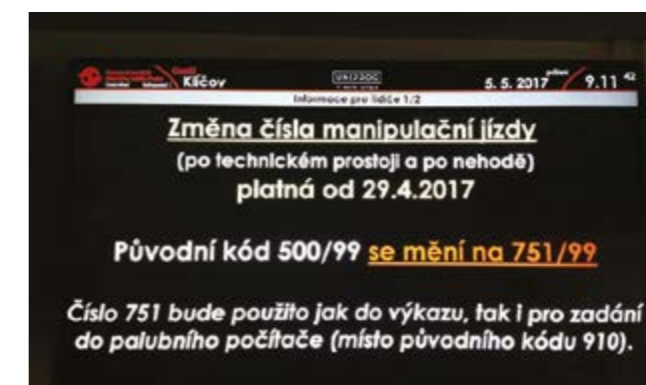 Klíčov
5. 5. 2017
9.11 42
Informace pro řidiče 1/2
Změna čísla manipulační jízdy
(po technickém prostoji a po nehodě)
platná od 29.4.2017
Původní kód 500/99 se mění na 751/99
Číslo 751 bude použito jak do výkazu, tak i pro zadání
do palubního počítače (místo původního kódu 910).